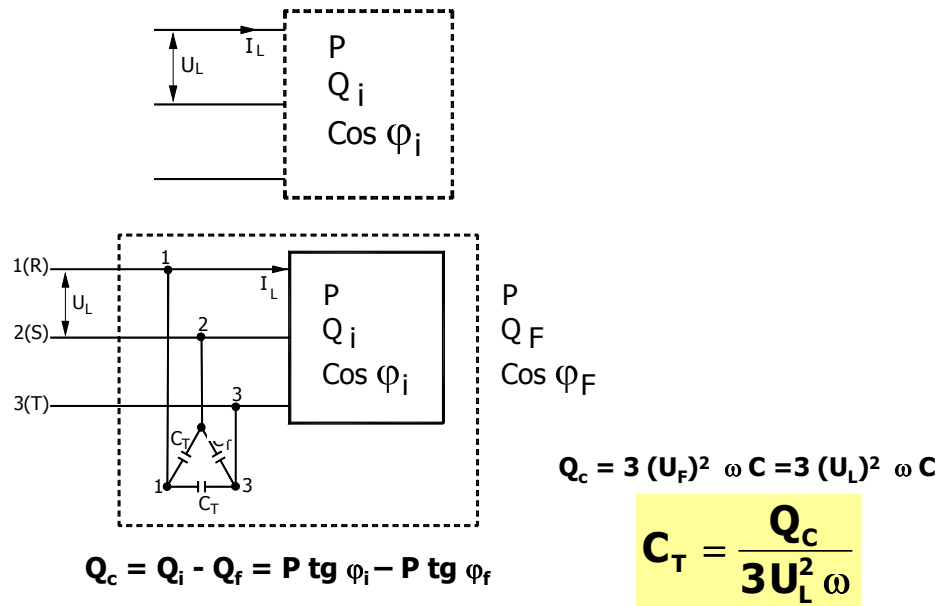 I_L
U_L
P
Q_i
Cos φ_i
1(R)
1
I_L
U_L
2(S)
2
3(T)
3
P
Q_i
Cos φ_i
P
Q_F
Cos φ_F
C_T
1
3
C_T
Q_c = 3 (U_F)² ω C =3 (U_L)² ω C
C_T = Q_C / 3U_L² ω
Q_c = Q_i - Q_f = P tg φ_i – P tg φ_f